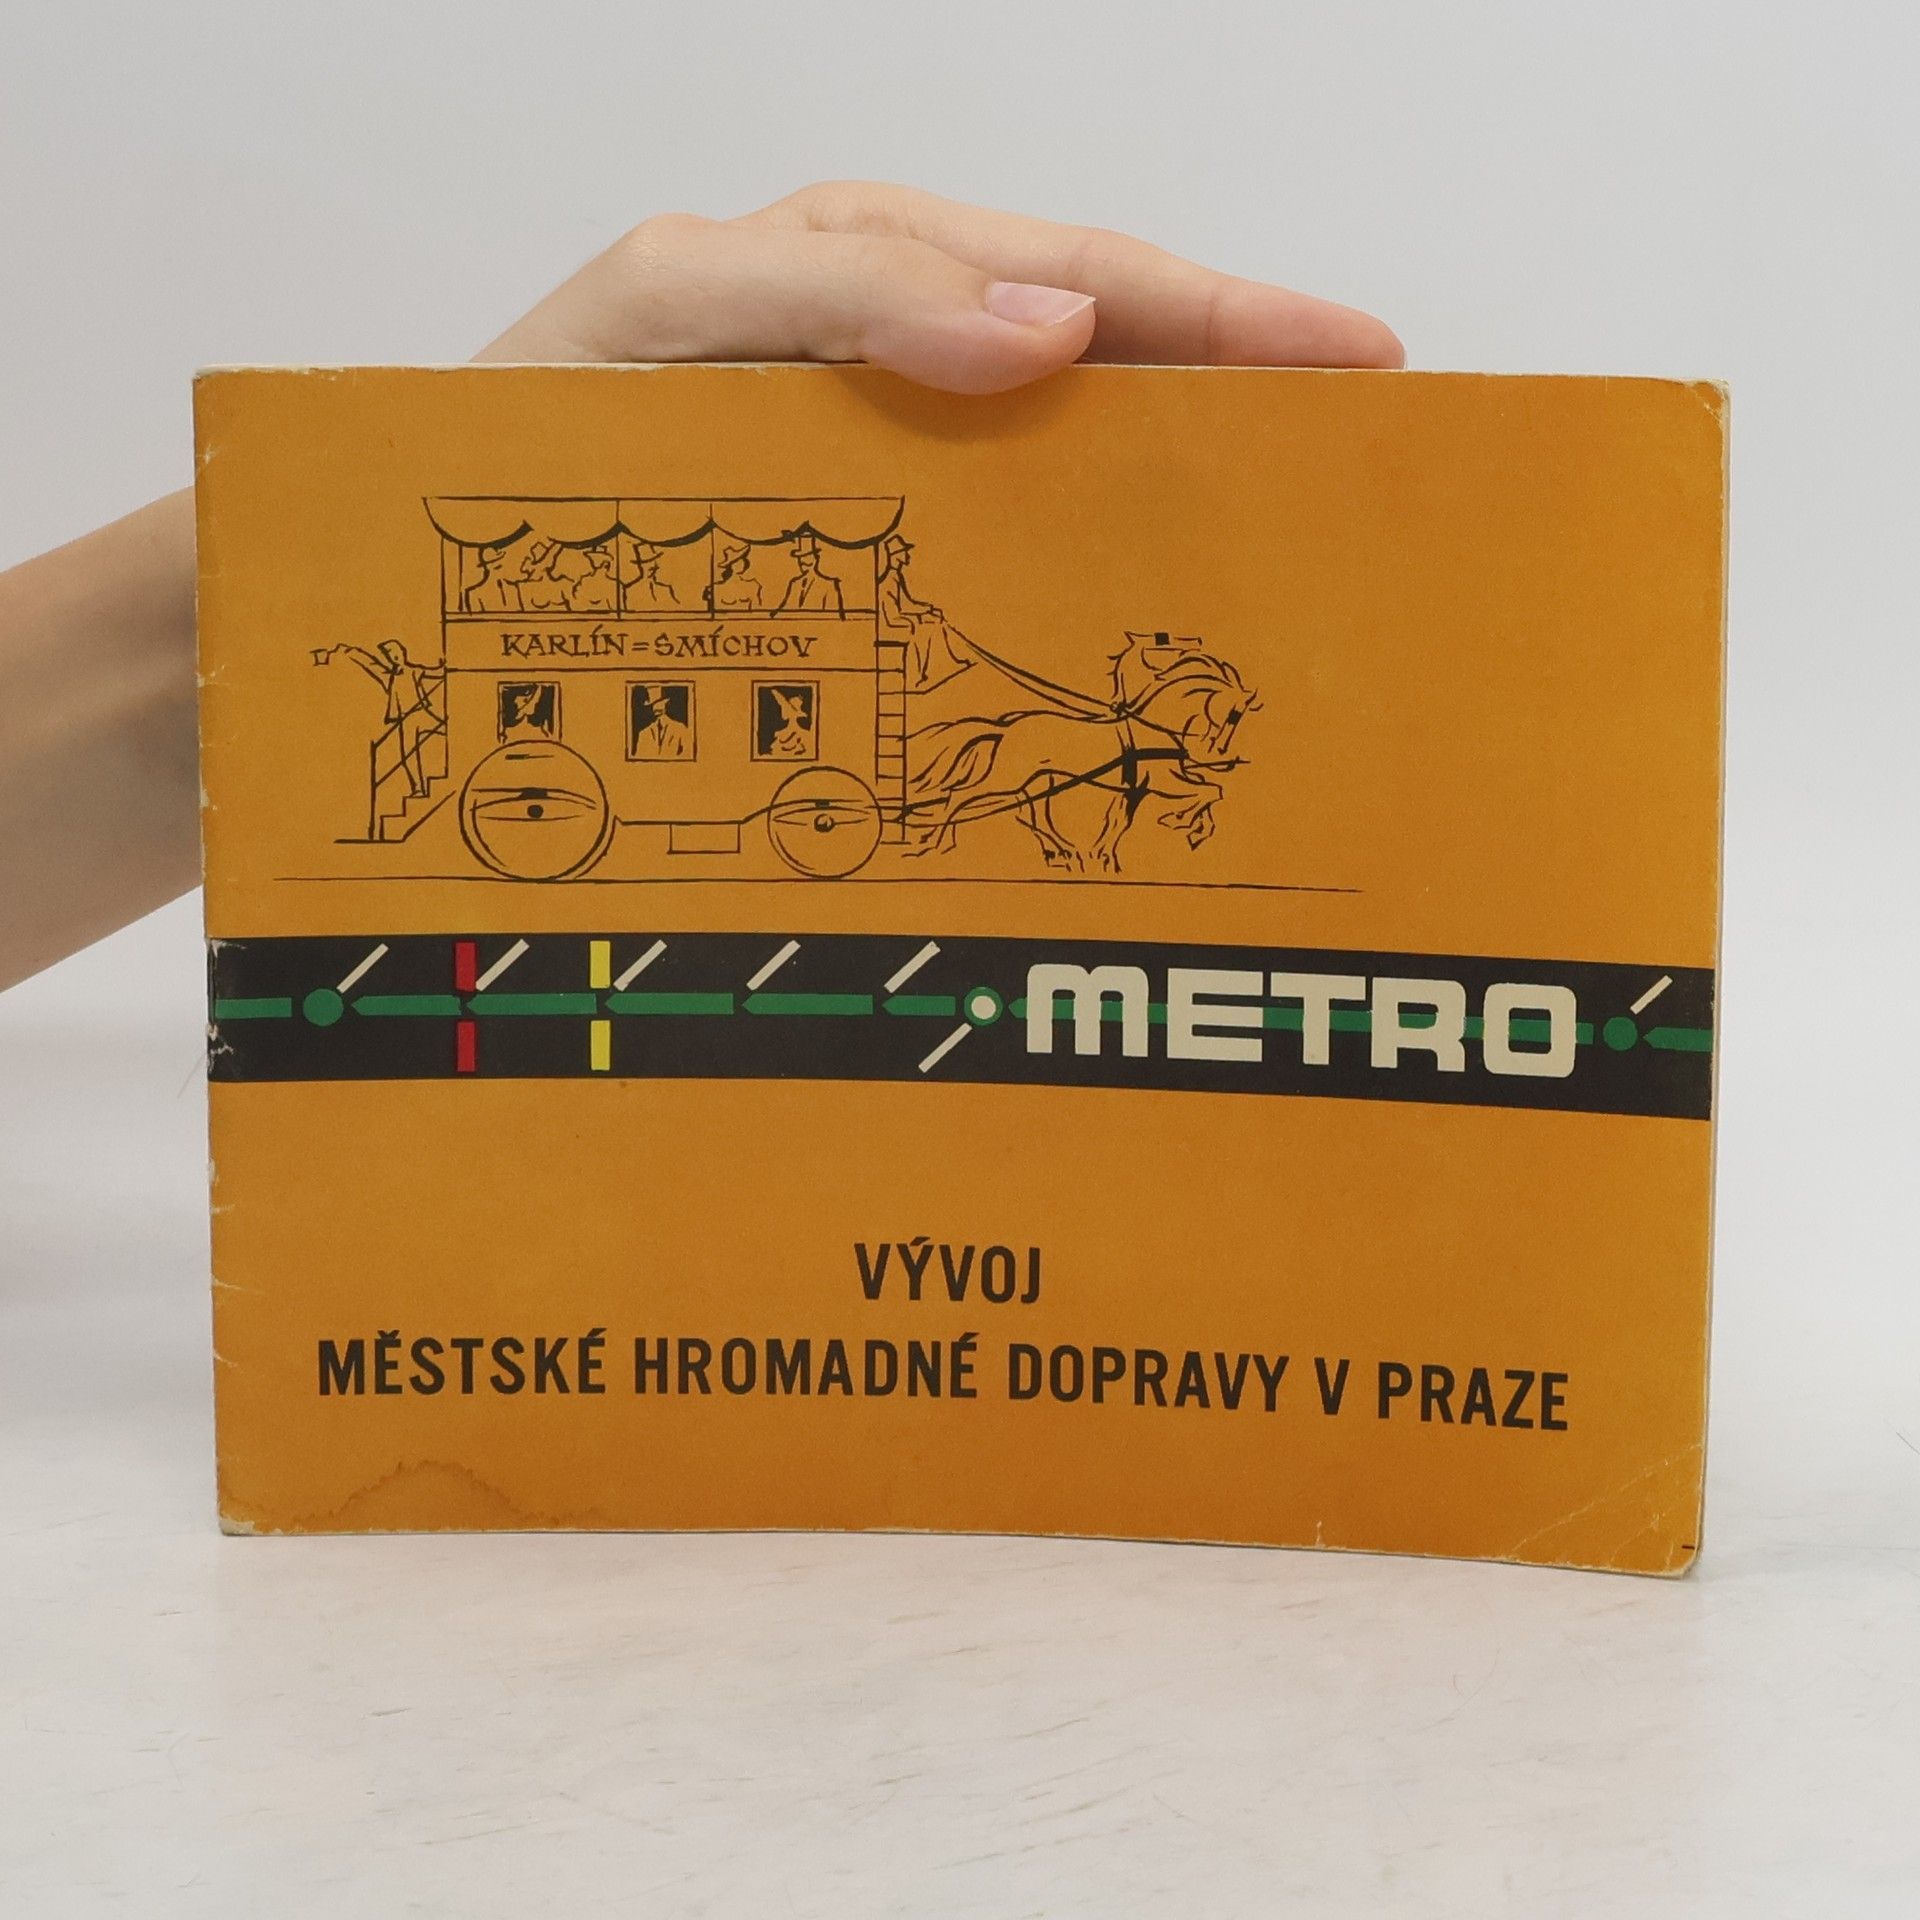 KARLÍN=SMÍCHOV
METRO
VÝVOJ
MĚSTSKÉ HROMADNÉ DOPRAVY V PRAZE